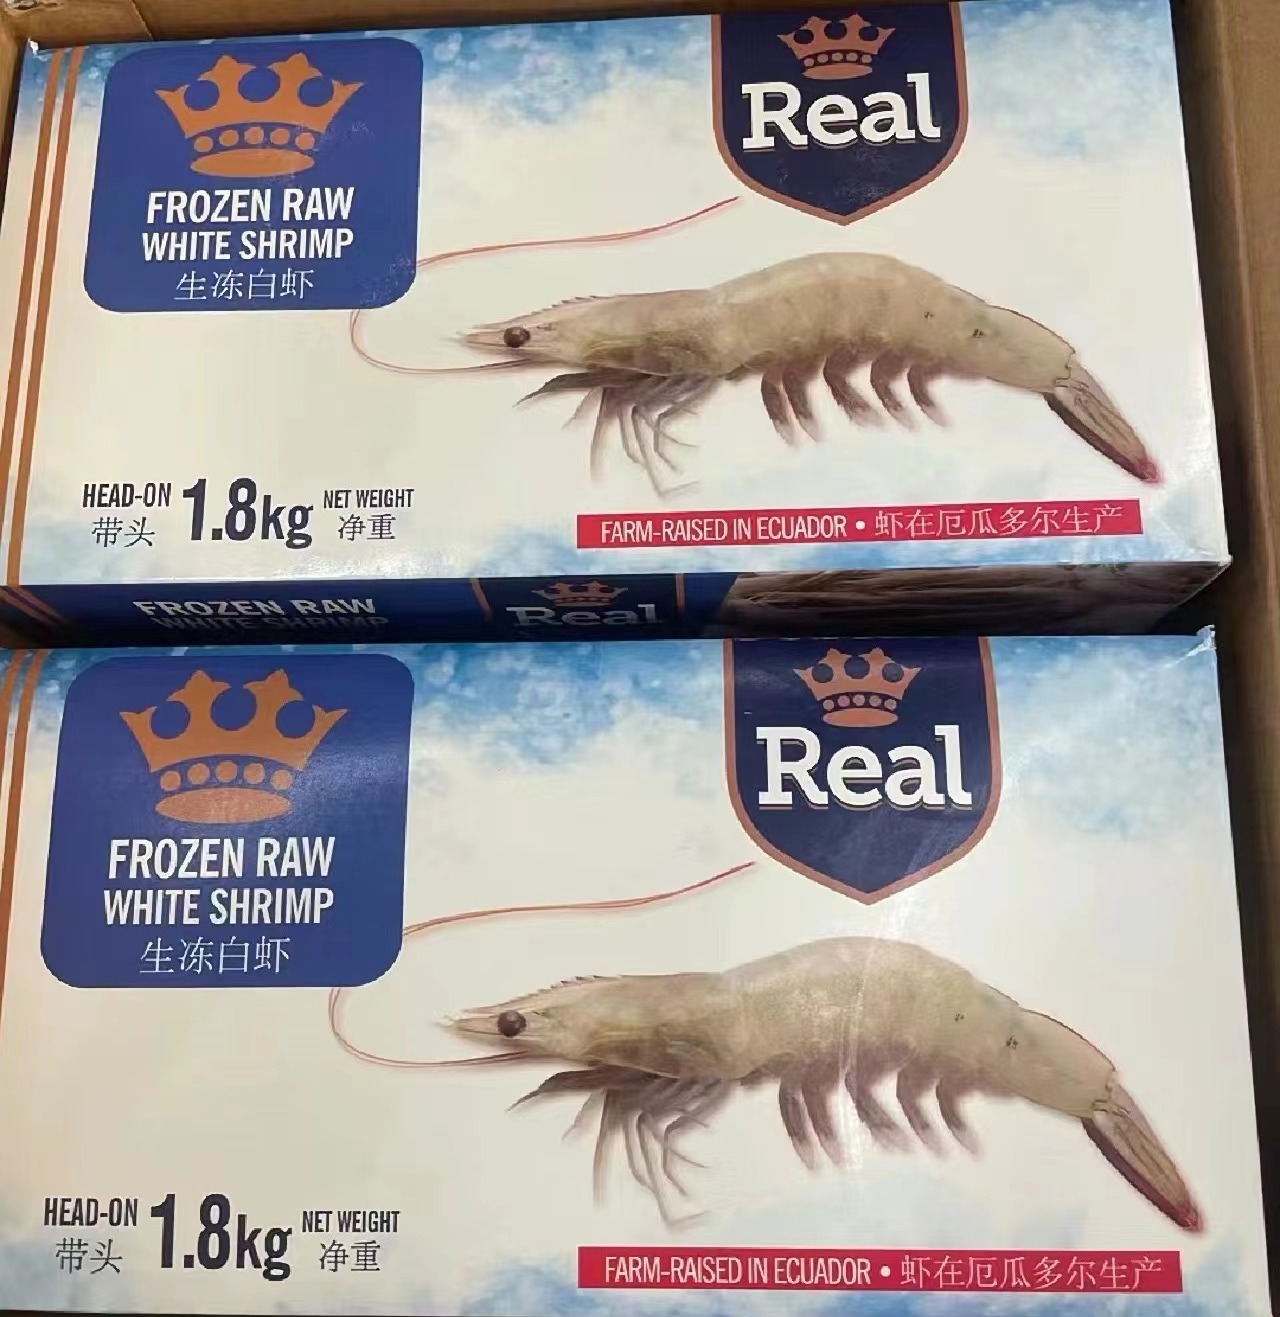 Real
FROZEN RAW
WHITE SHRIMP
生冻白虾
HEAD-ON 1.8kg NET WEIGHT
带头 净重
FARM-RAISED IN ECUADOR • 虾在厄瓜多尔生产
FROZEN RAW
WHITE SHRIMP
Real
Real
FROZEN RAW
WHITE SHRIMP
生冻白虾
HEAD-ON 1.8kg NET WEIGHT
带头 净重
FARM-RAISED IN ECUADOR • 虾在厄瓜多尔生产